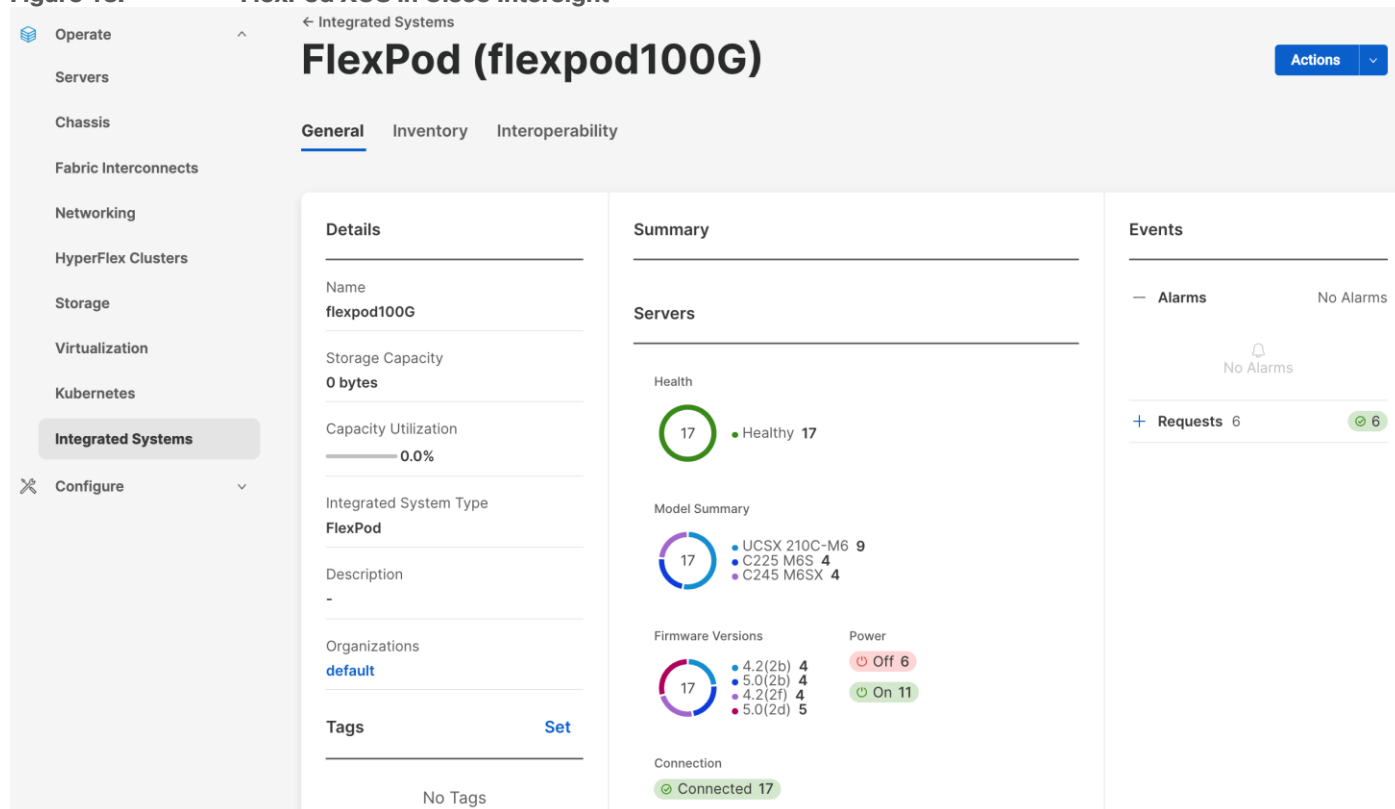 Figure 18. FlexPod XCS in Cisco Intersight
Operate
Servers
Chassis
Fabric Interconnects
Networking
HyperFlex Clusters
Storage
Virtualization
Kubernetes
Integrated Systems
Configure
← Integrated Systems
FlexPod (flexpod100G)
Actions
General Inventory Interoperability
Details
Name
flexpod100G
Storage Capacity
0 bytes
Capacity Utilization
0.0%
Integrated System Type
FlexPod
Description
-
Organizations
default
Tags Set
No Tags
Summary
Servers
Health
17 Healthy 17
Model Summary
17
UCSX 210C-M6 9
C225 M6S 4
C245 M6SX 4
Firmware Versions
17
4.2(2b) 4
5.0(2b) 4
4.2(2f) 4
5.0(2d) 5
Power
Off 6
On 11
Connection
Connected 17
Events
− Alarms No Alarms
No Alarms
+ Requests 6 6